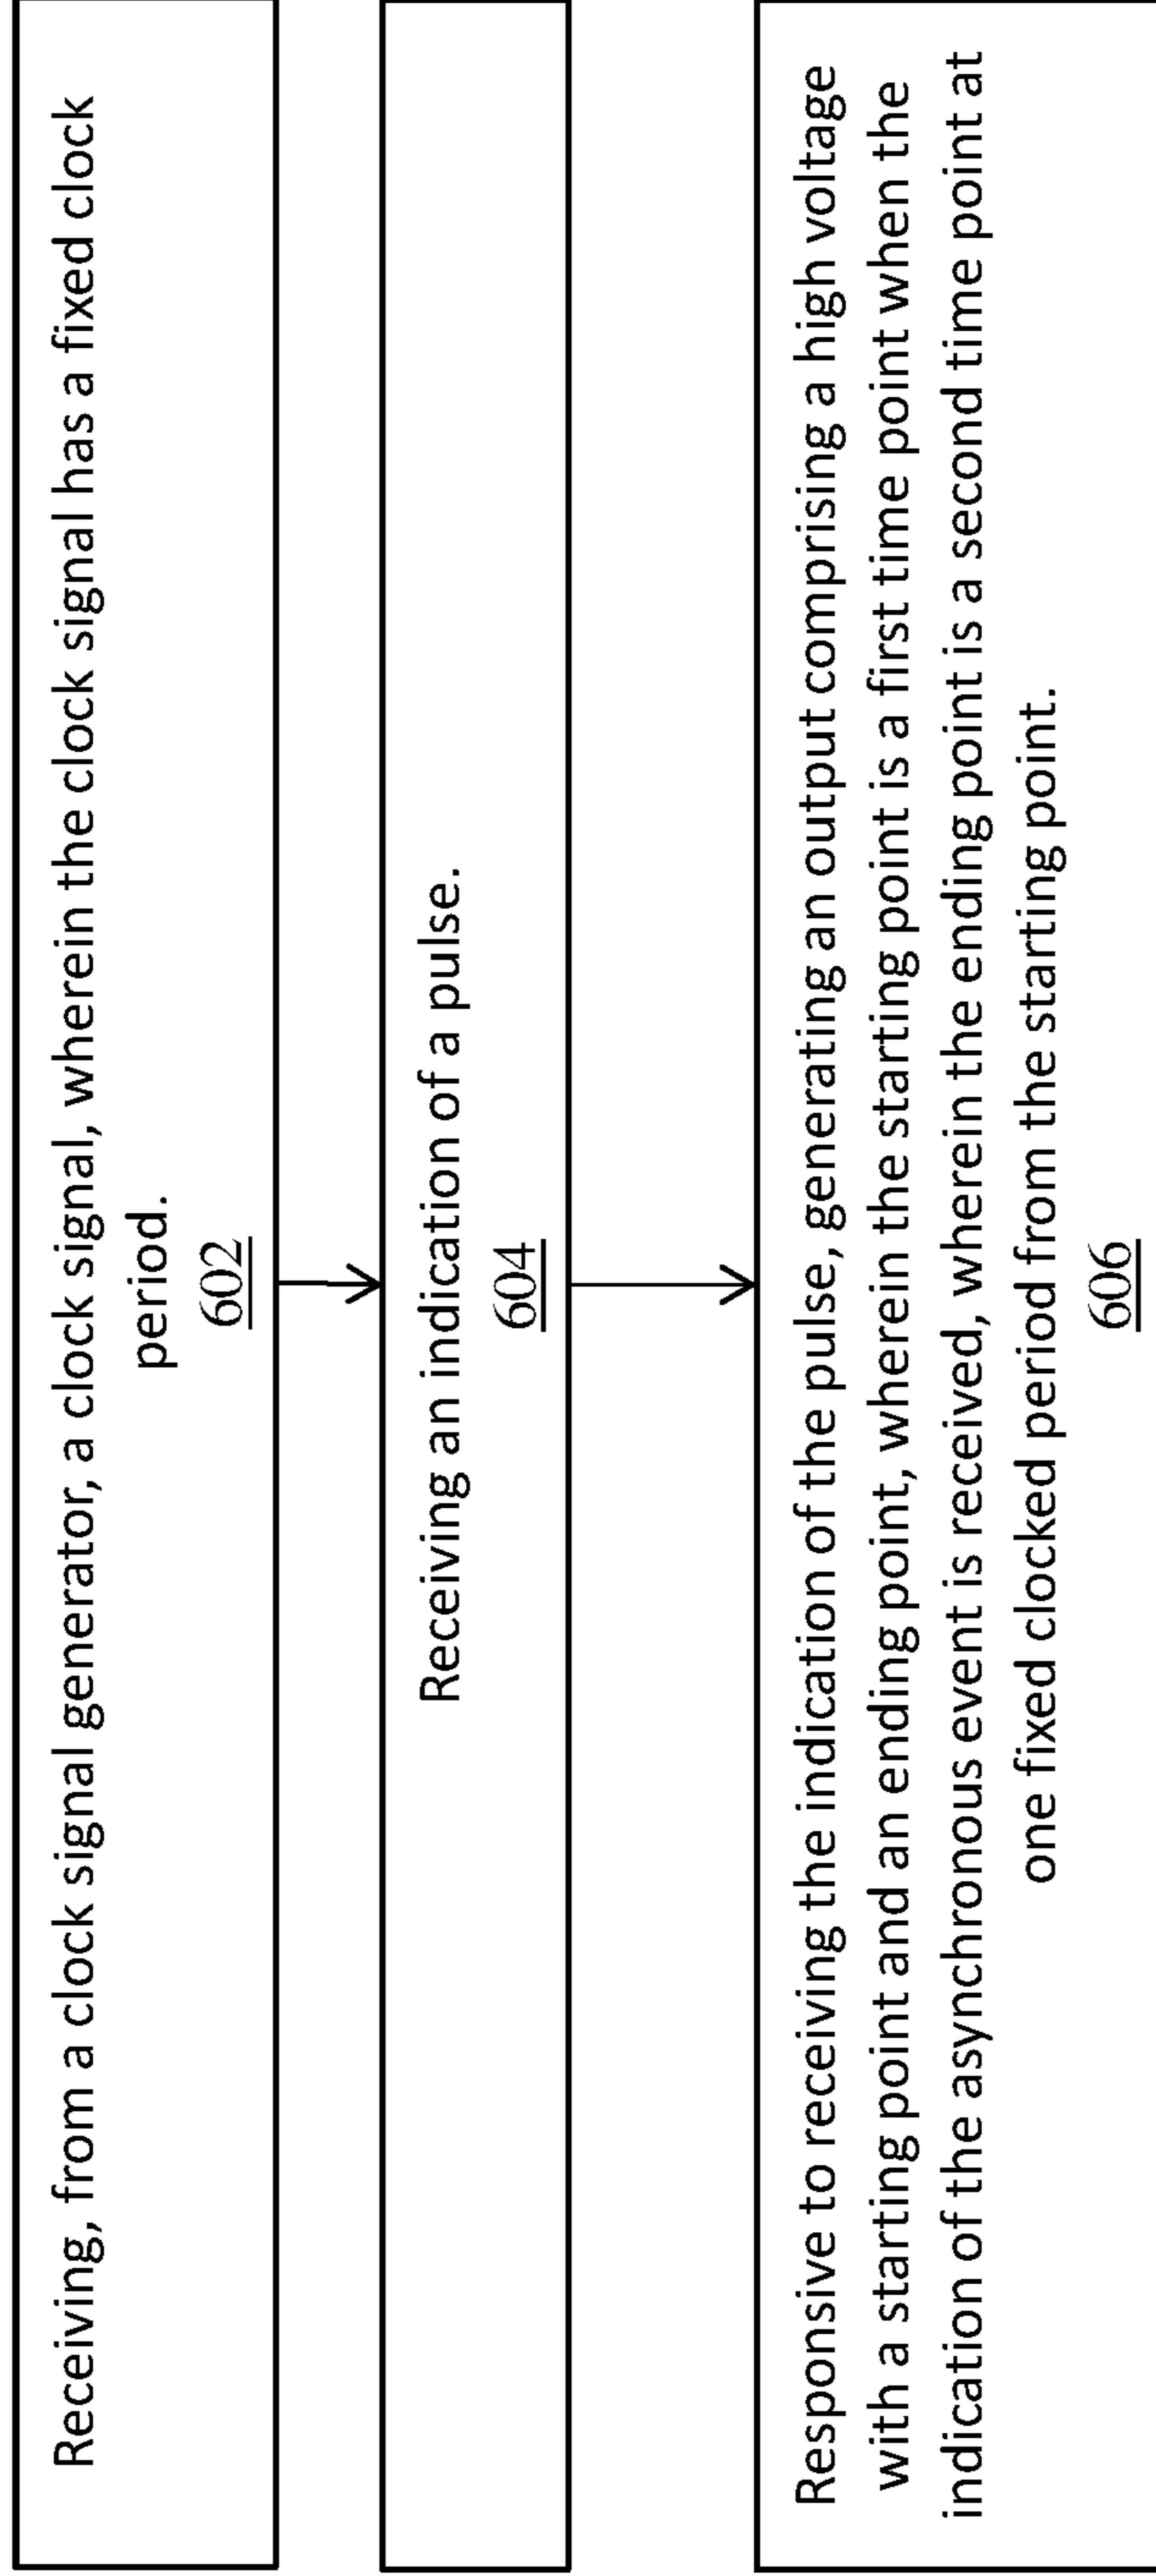 Receiving, from a clock signal generator, a clock signal, wherein the clock signal has a fixed clock
period.
602
Receiving an indication of a pulse.
604
Responsive to receiving the indication of the pulse, generating an output comprising a high voltage
with a starting point and an ending point, wherein the starting point is a first time point when the
indication of the asynchronous event is received, wherein the ending point is a second time point at
one fixed clocked period from the starting point.
606